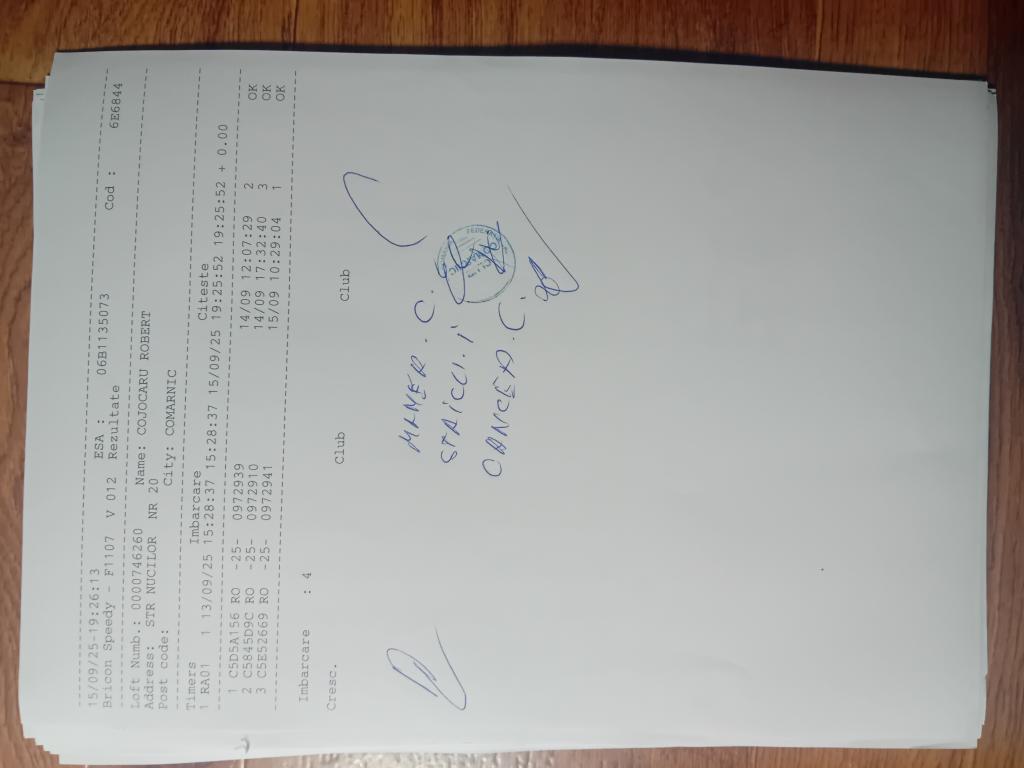 15/09/25-19:26:13 ESA : 06B1135073
Bricon Speedy - F1107 V 012 Rezultate Cod : 6E6844
Loft Numb.: 0000746260 Name: COJOCARU ROBERT
Address: STR NUCILOR NR 20
Post code: City: COMARNIC
Timers Imbarcare Citeste
1 RA01 1 13/09/25 15:28:37 15:28:37 15/09/25 19:25:52 19:25:52 + 0.00
1 C5D5A156 RO -25- 0972939 14/09 12:07:29 2 OK
2 C5845D9C RO -25- 0972910 14/09 17:32:40 3 OK
3 C5E52669 RO -25- 0972941 15/09 10:29:04 1 OK
Imbarcare : 4
Cresc. Club Club
MANER . C.
STAICU. I
OANCEA. C.